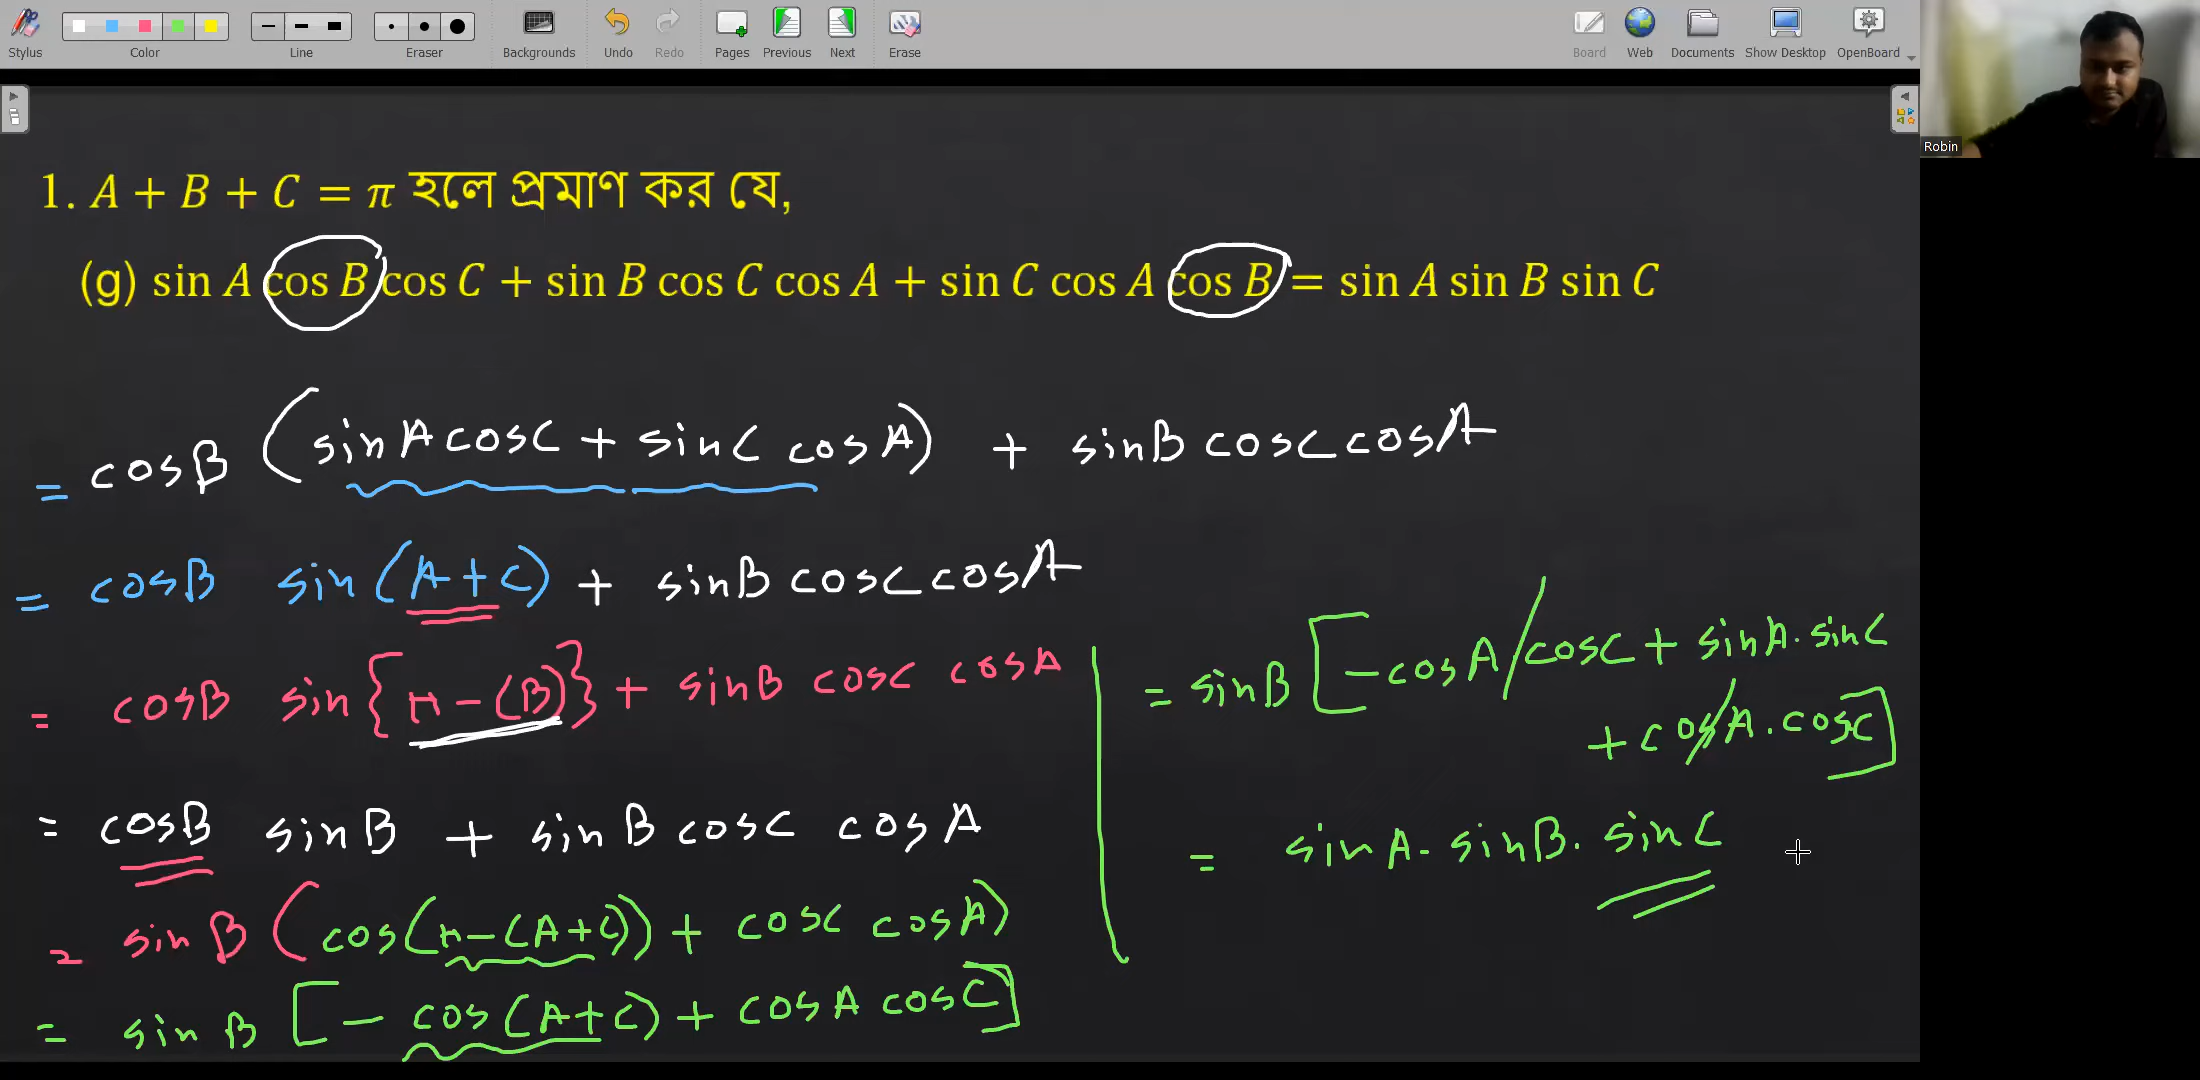 Stylus Color Line Eraser Backgrounds Undo Redo Pages Previous Next Erase Board Web Documents Show Desktop OpenBoard
Robin
1. A + B + C = π হলে প্রমাণ কর যে,
(g) sin A cos B cos C + sin B cos C cos A + sin C cos A cos B = sin A sin B sin C
= cosB (sinA cosC + sinC cosA) + sinB cosC cosA
= cosB sin(A+C) + sinB cosC cosA
= cosB sin{π-(B)} + sinB cosC cosA
= cosB sinB + sinB cosC cosA
= sinB (cos(π-(A+C)) + cosC cosA)
= sinB [-cos(A+C) + cosA cosC]
= sinB [-cosA cosC + sinA.sinC
+ cosA.cosC]
= sinA. sinB. sinC